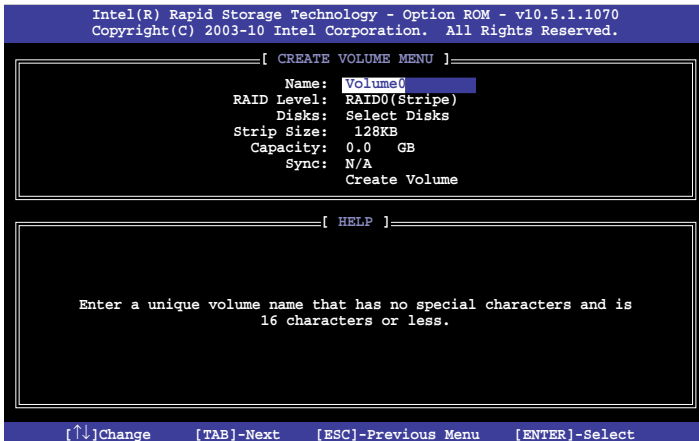 Intel(R) Rapid Storage Technology - Option ROM - v10.5.1.1070
Copyright(C) 2003-10 Intel Corporation.  All Rights Reserved.
[ CREATE VOLUME MENU ]
Name: Volume0
RAID Level: RAID0(Stripe)
Disks: Select Disks
Strip Size: 128KB
Capacity: 0.0 GB
Sync: N/A
Create Volume
[ HELP ]
Enter a unique volume name that has no special characters and is
16 characters or less.
[↑↓]Change [TAB]-Next [ESC]-Previous Menu [ENTER]-Select